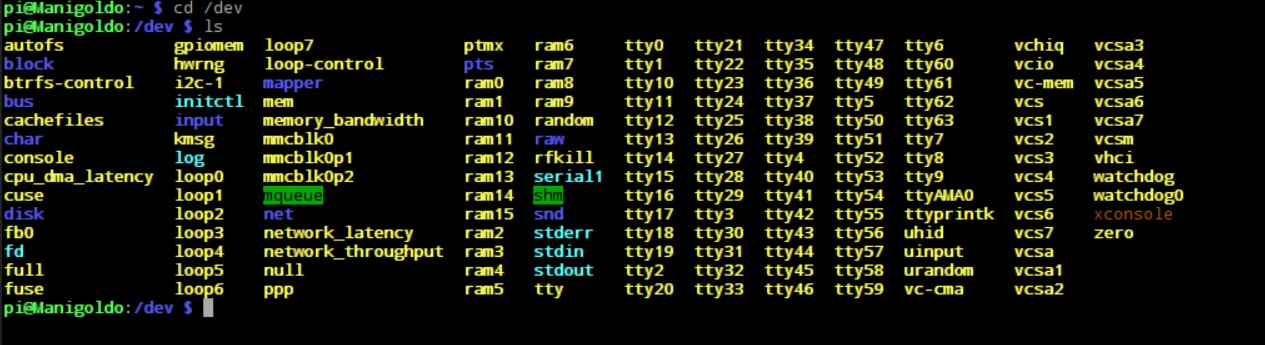 pi@Manigoldo:~ $ cd /dev
pi@Manigoldo:/dev $ ls
autofs gpiomem loop7 ptmx ram6 tty0 tty21 tty34 tty47 tty6 vchiq vcsa3
block hwrng loop-control pts ram7 tty1 tty22 tty35 tty48 tty60 vcio vcsa4
btrfs-control i2c-1 mapper ram0 ram8 tty10 tty23 tty36 tty49 tty61 vc-mem vcsa5
bus initctl mem ram1 ram9 tty11 tty24 tty37 tty5 tty62 vcs vcsa6
cachefiles input memory_bandwidth ram10 random tty12 tty25 tty38 tty50 tty63 vcs1 vcsa7
char kmsg mmcblk0 ram11 raw tty13 tty26 tty39 tty51 tty7 vcs2 vcsm
console log mmcblk0p1 ram12 rfkill tty14 tty27 tty4 tty52 tty8 vcs3 vhci
cpu_dma_latency loop0 mmcblk0p2 ram13 serial1 tty15 tty28 tty40 tty53 tty9 vcs4 watchdog
cuse loop1 mqueue ram14 shm tty16 tty29 tty41 tty54 ttyAMA0 vcs5 watchdog0
disk loop2 net ram15 snd tty17 tty3 tty42 tty55 ttyprintk vcs6 xconsole
fb0 loop3 network_latency ram2 stderr tty18 tty30 tty43 tty56 uhid vcs7 zero
fd loop4 network_throughput ram3 stdin tty19 tty31 tty44 tty57 uinput vcsa
full loop5 null ram4 stdout tty2 tty32 tty45 tty58 urandom vcsa1
fuse loop6 ppp ram5 tty tty20 tty33 tty46 tty59 vc-cma vcsa2
pi@Manigoldo:/dev $